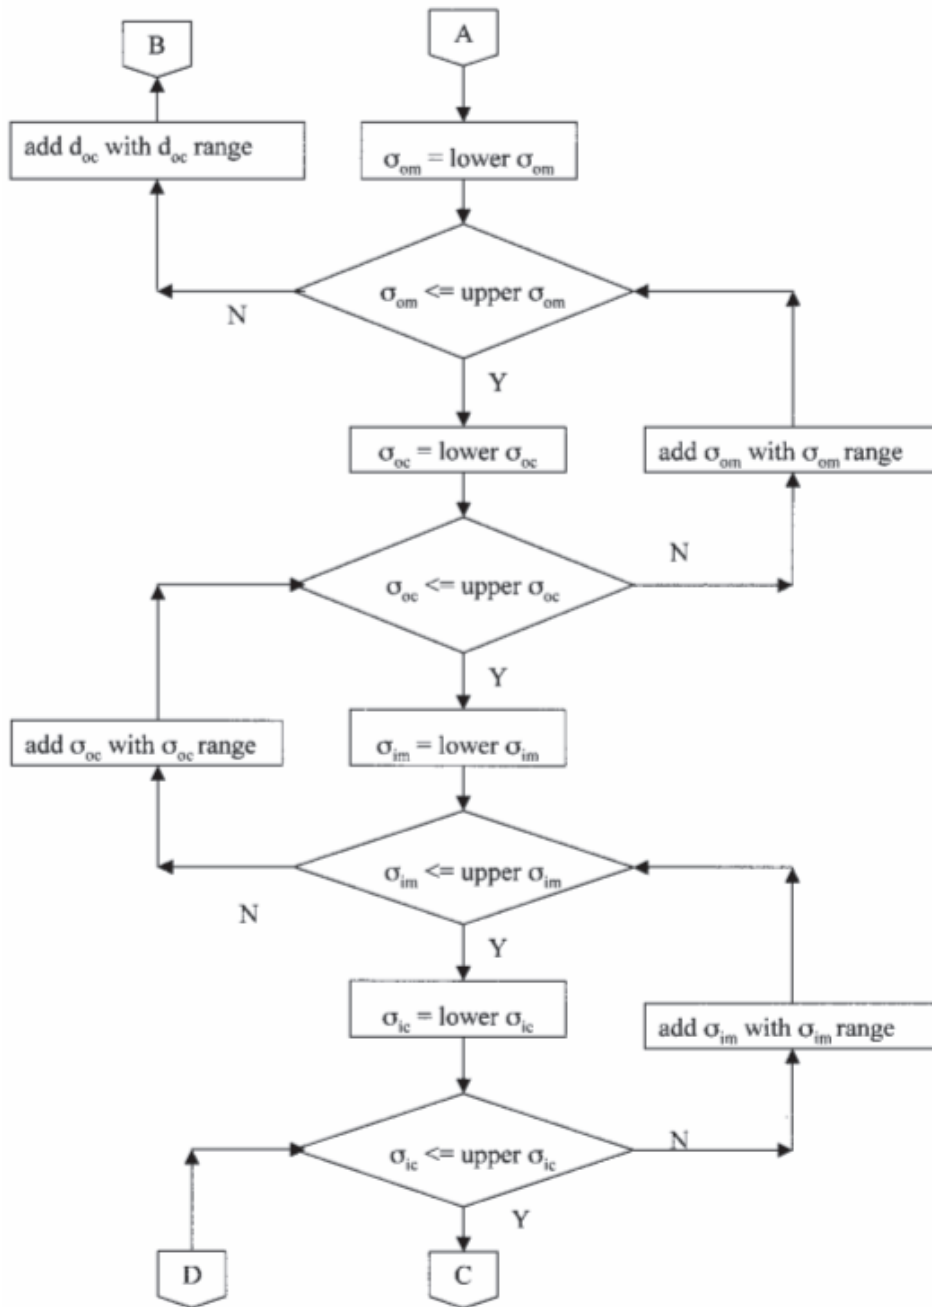 B
A
add d_oc with d_oc range
σ_om = lower σ_om
σ_om <= upper σ_om
N
Y
σ_oc = lower σ_oc
add σ_om with σ_om range
N
σ_oc <= upper σ_oc
Y
add σ_oc with σ_oc range
σ_im = lower σ_im
σ_im <= upper σ_im
N
Y
σ_ic = lower σ_ic
add σ_im with σ_im range
N
σ_ic <= upper σ_ic
Y
D
C